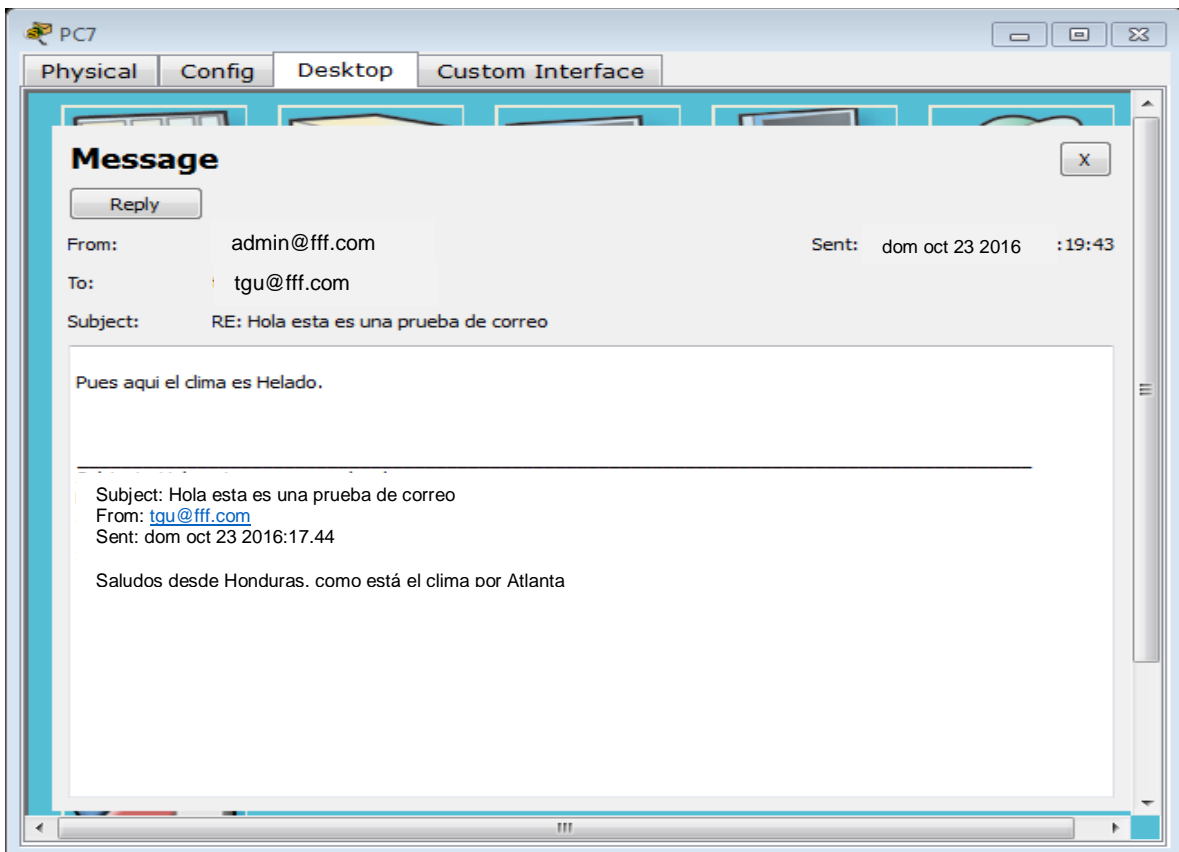 PC7
Physical Config Desktop Custom Interface
Message
X
Reply
From: admin@fff.com Sent: dom oct 23 2016 :19:43
To: tgu@fff.com
Subject: RE: Hola esta es una prueba de correo
Pues aqui el clima es Helado.
Subject: Hola esta es una prueba de correo
From: tgu@fff.com
Sent: dom oct 23 2016:17.44
Saludos desde Honduras. como está el clima por Atlanta